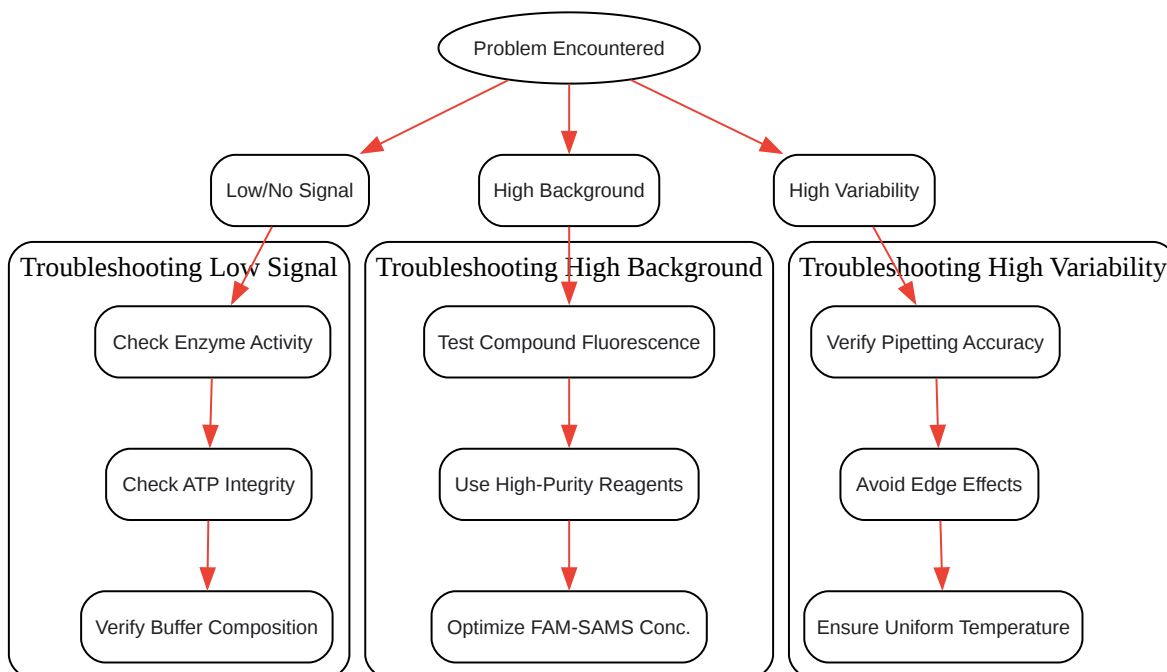 Problem Encountered
Low/No Signal
High Background
High Variability
Troubleshooting Low Signal
Troubleshooting High Background
Troubleshooting High Variability
Check Enzyme Activity
Test Compound Fluorescence
Verify Pipetting Accuracy
Check ATP Integrity
Use High-Purity Reagents
Avoid Edge Effects
Verify Buffer Composition
Optimize FAM-SAMS Conc.
Ensure Uniform Temperature